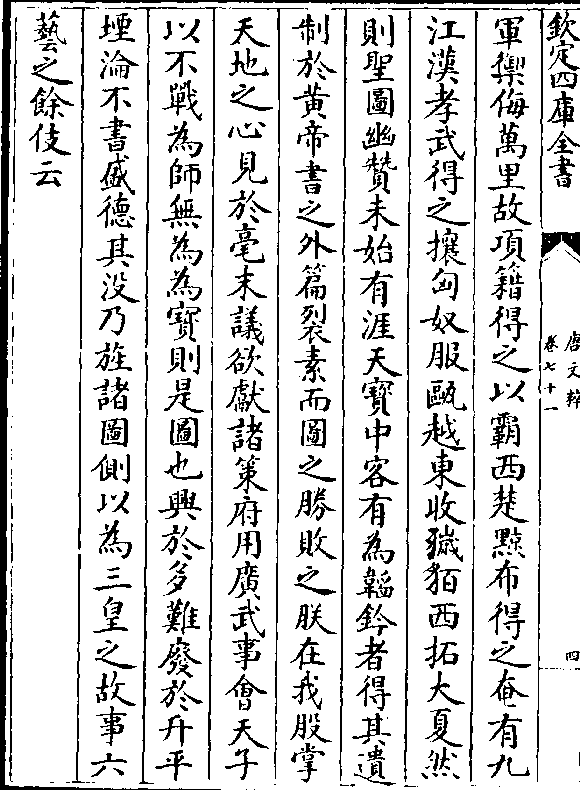 欽定四庫全書
唐文粹
卷七十一
四
軍禦侮萬里故項籍得之以霸西楚黥布得之奄有九
江漢孝武得之攘匈奴服甌越東收獩貊西拓大夏然
則聖圖幽贊未始有涯天寶中客有為韜鈐者得其遺
制於黄帝書之外篇裂素而圖之勝敗之朕在我股掌
天地之心見於毫末議欲獻諸策府用廣武事會天子
以不戰為師無為為寳則是圖也興於多難廢於升平
堙淪不書盛德其没乃旌諸圖側以為三皇之故事六
藝之餘伎云